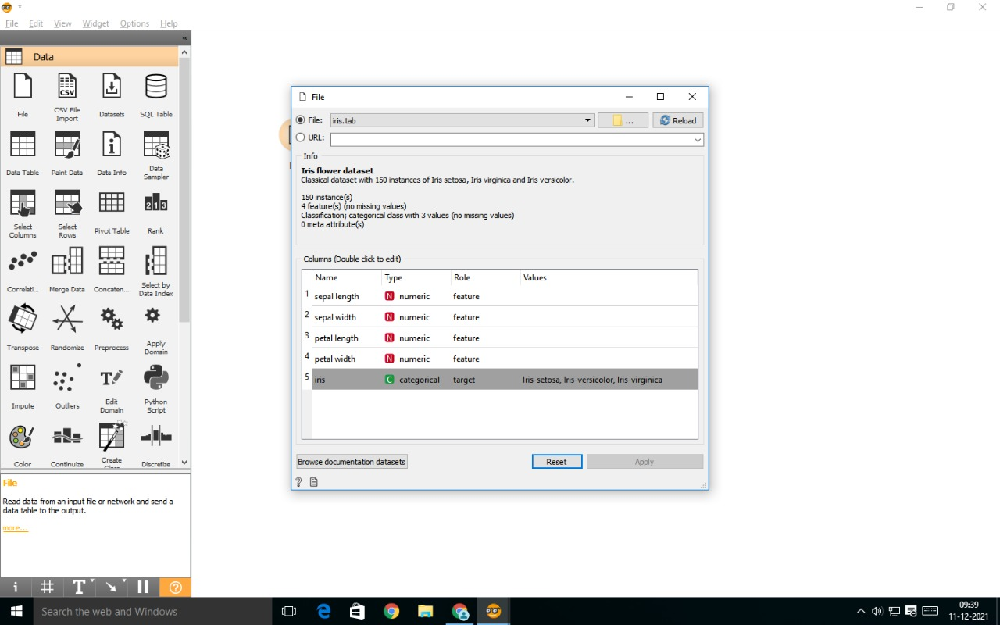 File Edit View Widget Options Help
«
Data
File CSV File Import Datasets SQL Table
Data Table Paint Data Data Info Data Sampler
Select Columns Select Rows Pivot Table Rank
Correlati... Merge Data Concaten... Select by Data Index
Transpose Randomize Preprocess Apply Domain
Impute Outliers Edit Domain Python Script
Color Continuize Create Discretize
File
Read data from an input file or network and send a
data table to the output.
more...
File
File: iris.tab ... Reload
URL:
Info
Iris flower dataset
Classical dataset with 150 instances of Iris setosa, Iris virginica and Iris versicolor.
150 instance(s)
4 feature(s) (no missing values)
Classification; categorical class with 3 values (no missing values)
0 meta attribute(s)
Columns (Double click to edit)
Name Type Role Values
1 sepal length N numeric feature
2 sepal width N numeric feature
3 petal length N numeric feature
4 petal width N numeric feature
5 iris C categorical target Iris-setosa, Iris-versicolor, Iris-virginica
Browse documentation datasets Reset Apply
?
Search the web and Windows
09:39
11-12-2021